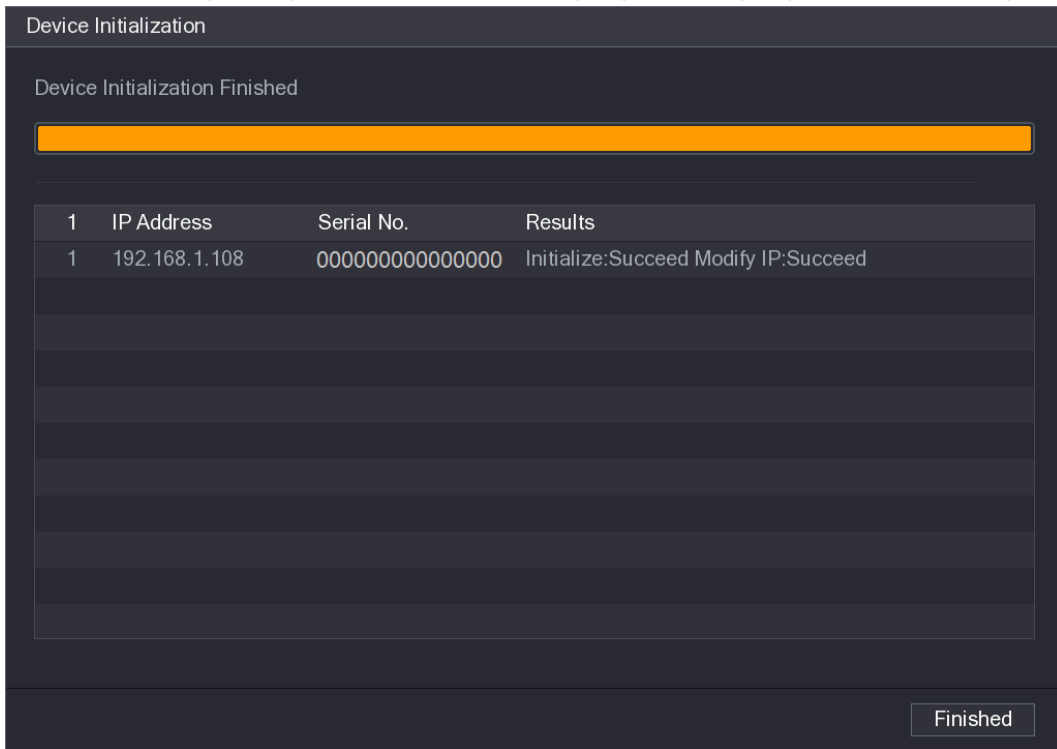 Device Initialization
Device Initialization Finished
1 IP Address Serial No. Results
1 192.168.1.108 000000000000000 Initialize:Succeed Modify IP:Succeed
Finished